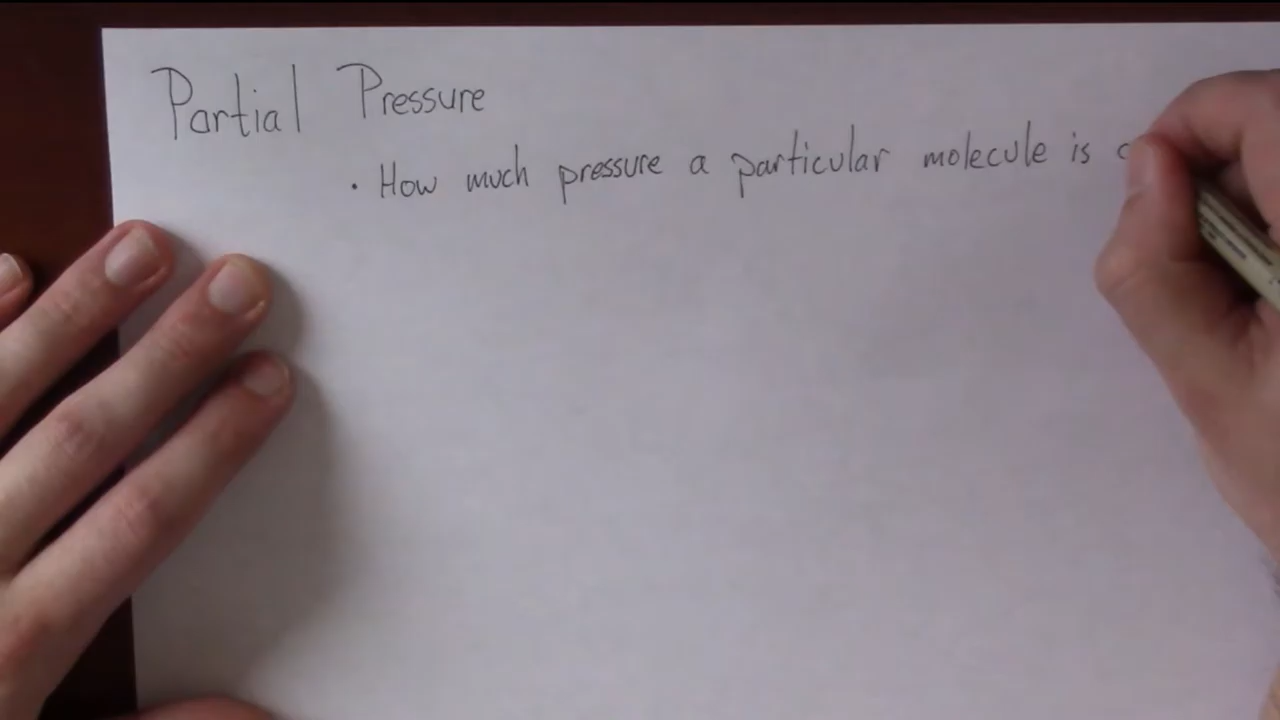 Partial Pressure
· How much pressure a particular molecule is